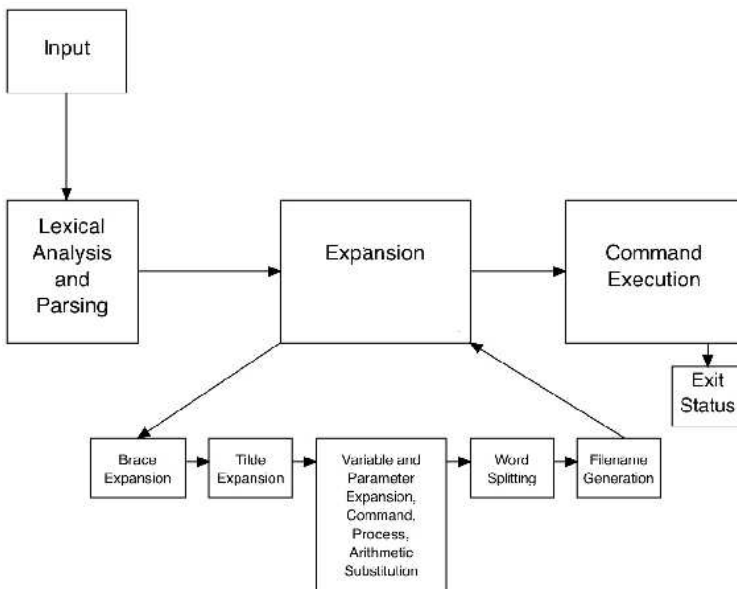 Input
Lexical
Analysis
and
Parsing
Expansion
Command
Execution
Exit
Status
Brace
Expansion
Tilde
Expansion
Variable and
Parameter
Expansion,
Command,
Process,
Arithmetic
Substitution
Word
Splitting
Filename
Generation